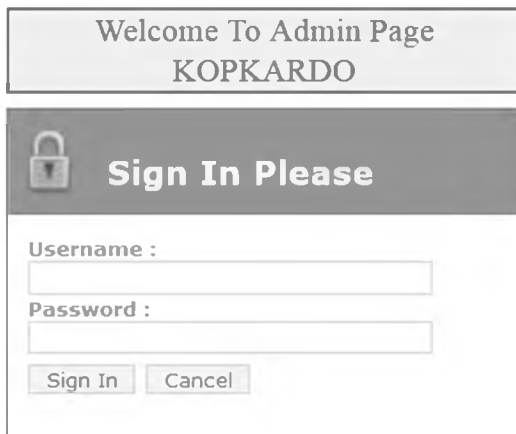 Welcome To Admin Page
KOPKARDO
Sign In Please
Username :
Password :
Sign In Cancel